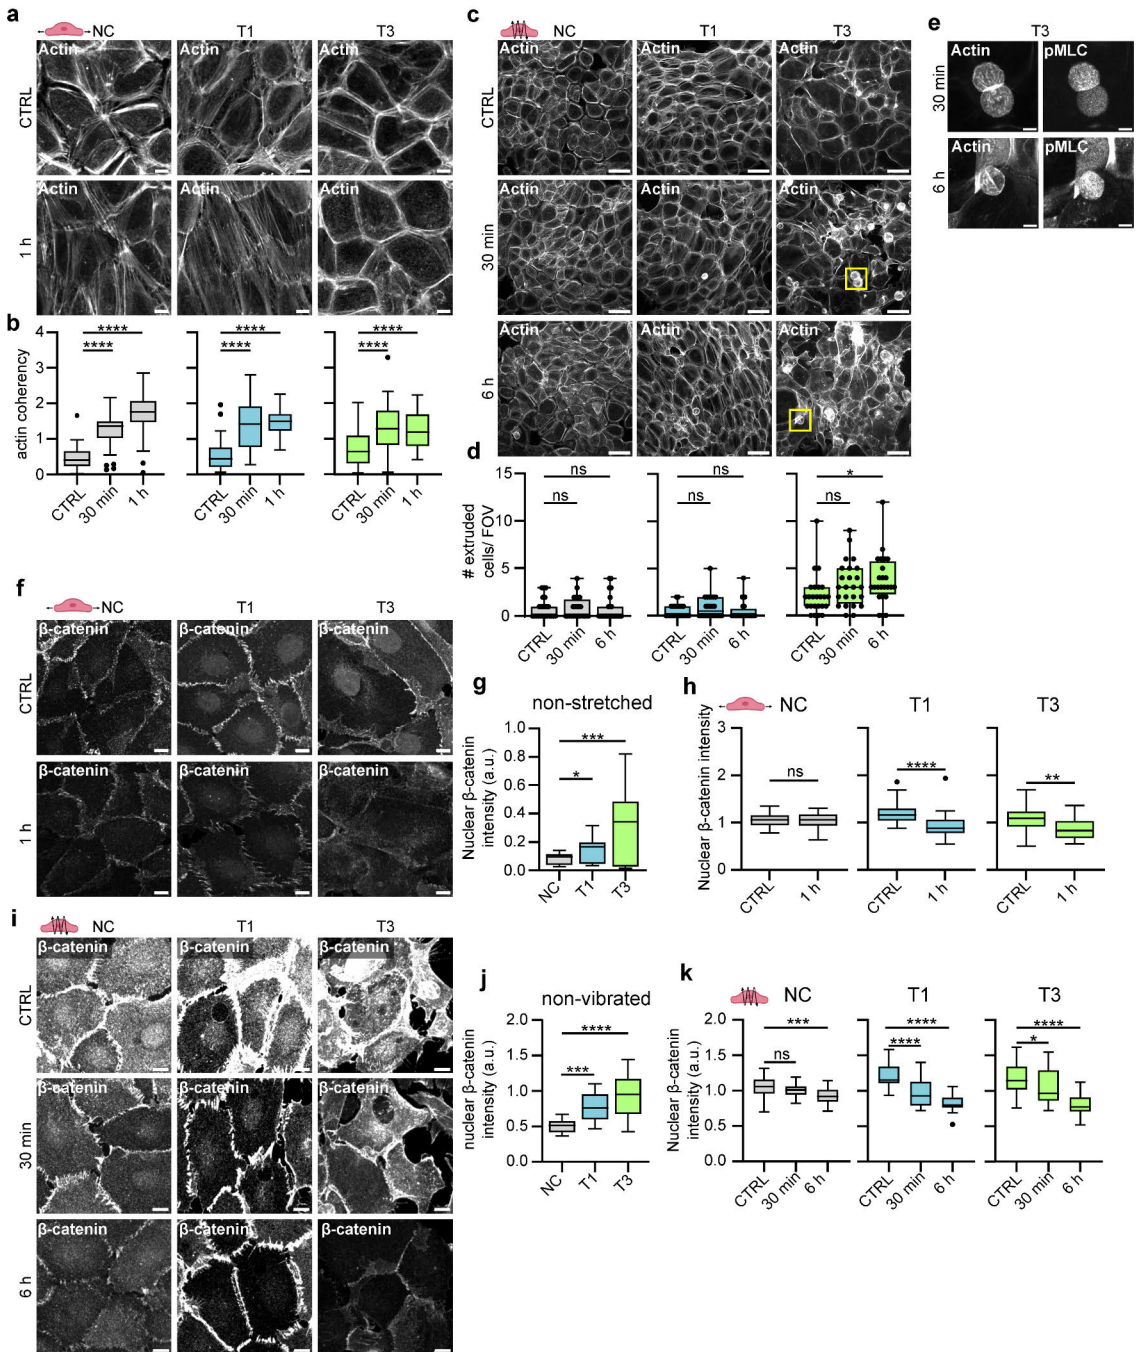 a
NC
T1
T3
Actin
Actin
Actin
CTRL
Actin
Actin
Actin
1 h
b
actin coherency
4
3
2
1
0
****
****
****
****
****
****
CTRL
30 min
1 h
CTRL
30 min
1 h
CTRL
30 min
1 h
c
NC
T1
T3
Actin
Actin
Actin
CTRL
Actin
Actin
Actin
30 min
Actin
Actin
Actin
6 h
d
# extruded
cells/ FOV
15
10
5
0
ns
ns
ns
ns
*
ns
CTRL
30 min
6 h
CTRL
30 min
6 h
CTRL
30 min
6 h
e
T3
Actin
pMLC
30 min
Actin
pMLC
6 h
f
NC
T1
T3
β-catenin
β-catenin
β-catenin
CTRL
β-catenin
β-catenin
β-catenin
1 h
g
non-stretched
Nuclear β-catenin
intensity (a.u.)
1.0
0.8
0.6
0.4
0.2
0.0
***
*
NC
T1
T3
h
NC
T1
T3
Nuclear β-catenin intensity
3
2
1
0
ns
****
**
CTRL
1 h
CTRL
1 h
CTRL
1 h
i
NC
T1
T3
β-catenin
β-catenin
β-catenin
CTRL
β-catenin
β-catenin
β-catenin
30 min
β-catenin
β-catenin
β-catenin
6 h
j
non-vibrated
nuclear β-catenin
intensity (a.u.)
2.0
1.5
1.0
0.5
0.0
****
***
NC
T1
T3
k
NC
T1
T3
Nuclear β-catenin
intensity (a.u.)
2.0
1.5
1.0
0.5
0.0
***
ns
****
****
****
*
CTRL
30 min
6 h
CTRL
30 min
6 h
CTRL
30 min
6 h